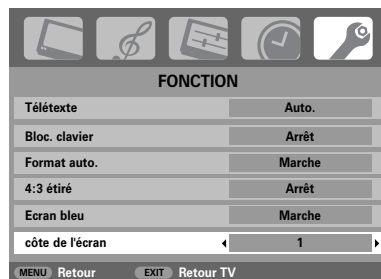 FONCTION
Télétexte Auto.
Bloc. clavier Arrêt
Format auto. Marche
4:3 étiré Arrêt
Ecran bleu Marche
côte de l'écran 1
MENU Retour EXIT Retour TV